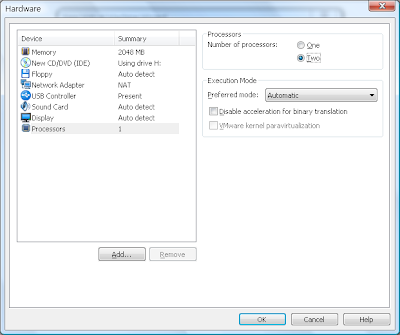 Hardware
Device Summary
Memory 2048 MB
New CD/DVD (IDE) Using drive H:
Floppy Auto detect
Network Adapter NAT
USB Controller Present
Sound Card Auto detect
Display Auto detect
Processors 1
Add...
Remove
Processors
Number of processors:
One
Two
Execution Mode
Preferred mode: Automatic
Disable acceleration for binary translation
VMware kernel paravirtualization
OK
Cancel
Help